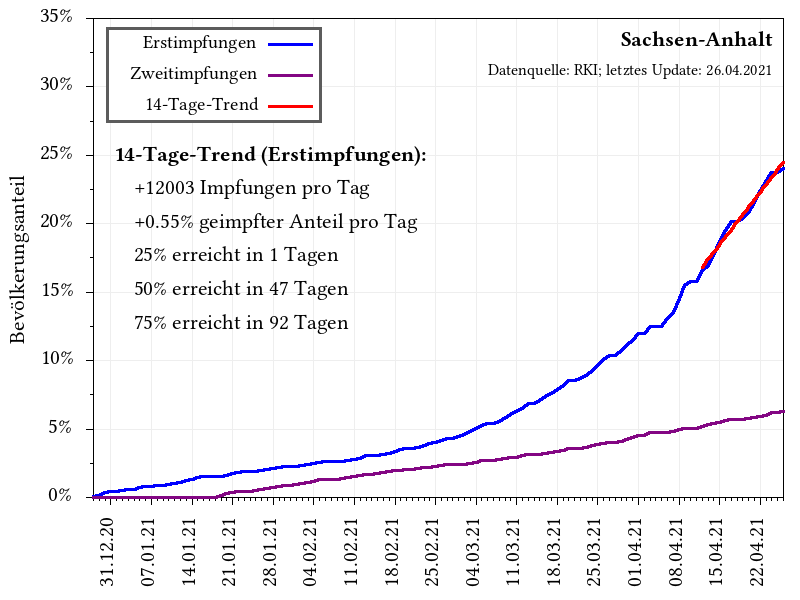 35%
30%
25%
20%
15%
10%
5%
0%
Bevölkerungsanteil
Erstimpfungen
Zweitimpfungen
14-Tage-Trend
Sachsen-Anhalt
Datenquelle: RKI; letztes Update: 26.04.2021
14-Tage-Trend (Erstimpfungen):
+12003 Impfungen pro Tag
+0.55% geimpfter Anteil pro Tag
25% erreicht in 1 Tagen
50% erreicht in 47 Tagen
75% erreicht in 92 Tagen
31.12.20
07.01.21
14.01.21
21.01.21
28.01.21
04.02.21
11.02.21
18.02.21
25.02.21
04.03.21
11.03.21
18.03.21
25.03.21
01.04.21
08.04.21
15.04.21
22.04.21